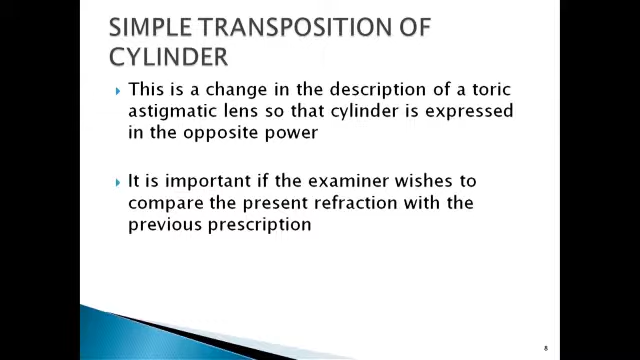 SIMPLE TRANSPOSITION OF
CYLINDER
This is a change in the description of a toric
astigmatic lens so that cylinder is expressed
in the opposite power
It is important if the examiner wishes to
compare the present refraction with the
previous prescription
8